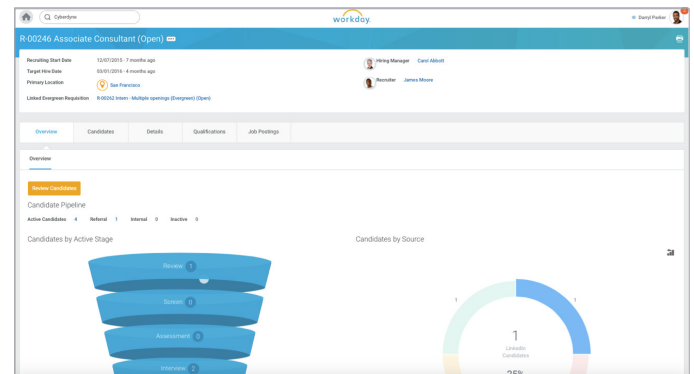 Cyberdyne
workday.
Darryl Parker
R-00246 Associate Consultant (Open)
Recruiting Start Date 12/07/2015 - 7 months ago
Target Hire Date 03/01/2016 - 4 months ago
Primary Location San Francisco
Linked Evergreen Requisition R-00262 Intern - Multiple openings (Evergreen) (Open)
Hiring Manager Carol Abbott
Recruiter James Moore
Overview Candidates Details Qualifications Job Postings
Overview
Review Candidates
Candidate Pipeline
Active Candidates 4 Referral 1 Internal 0 Inactive 0
Candidates by Active Stage
Review 1
Screen 0
Assessment 0
Interview 2
Candidates by Source
1 1
1
LinkedIn
Candidates
25%